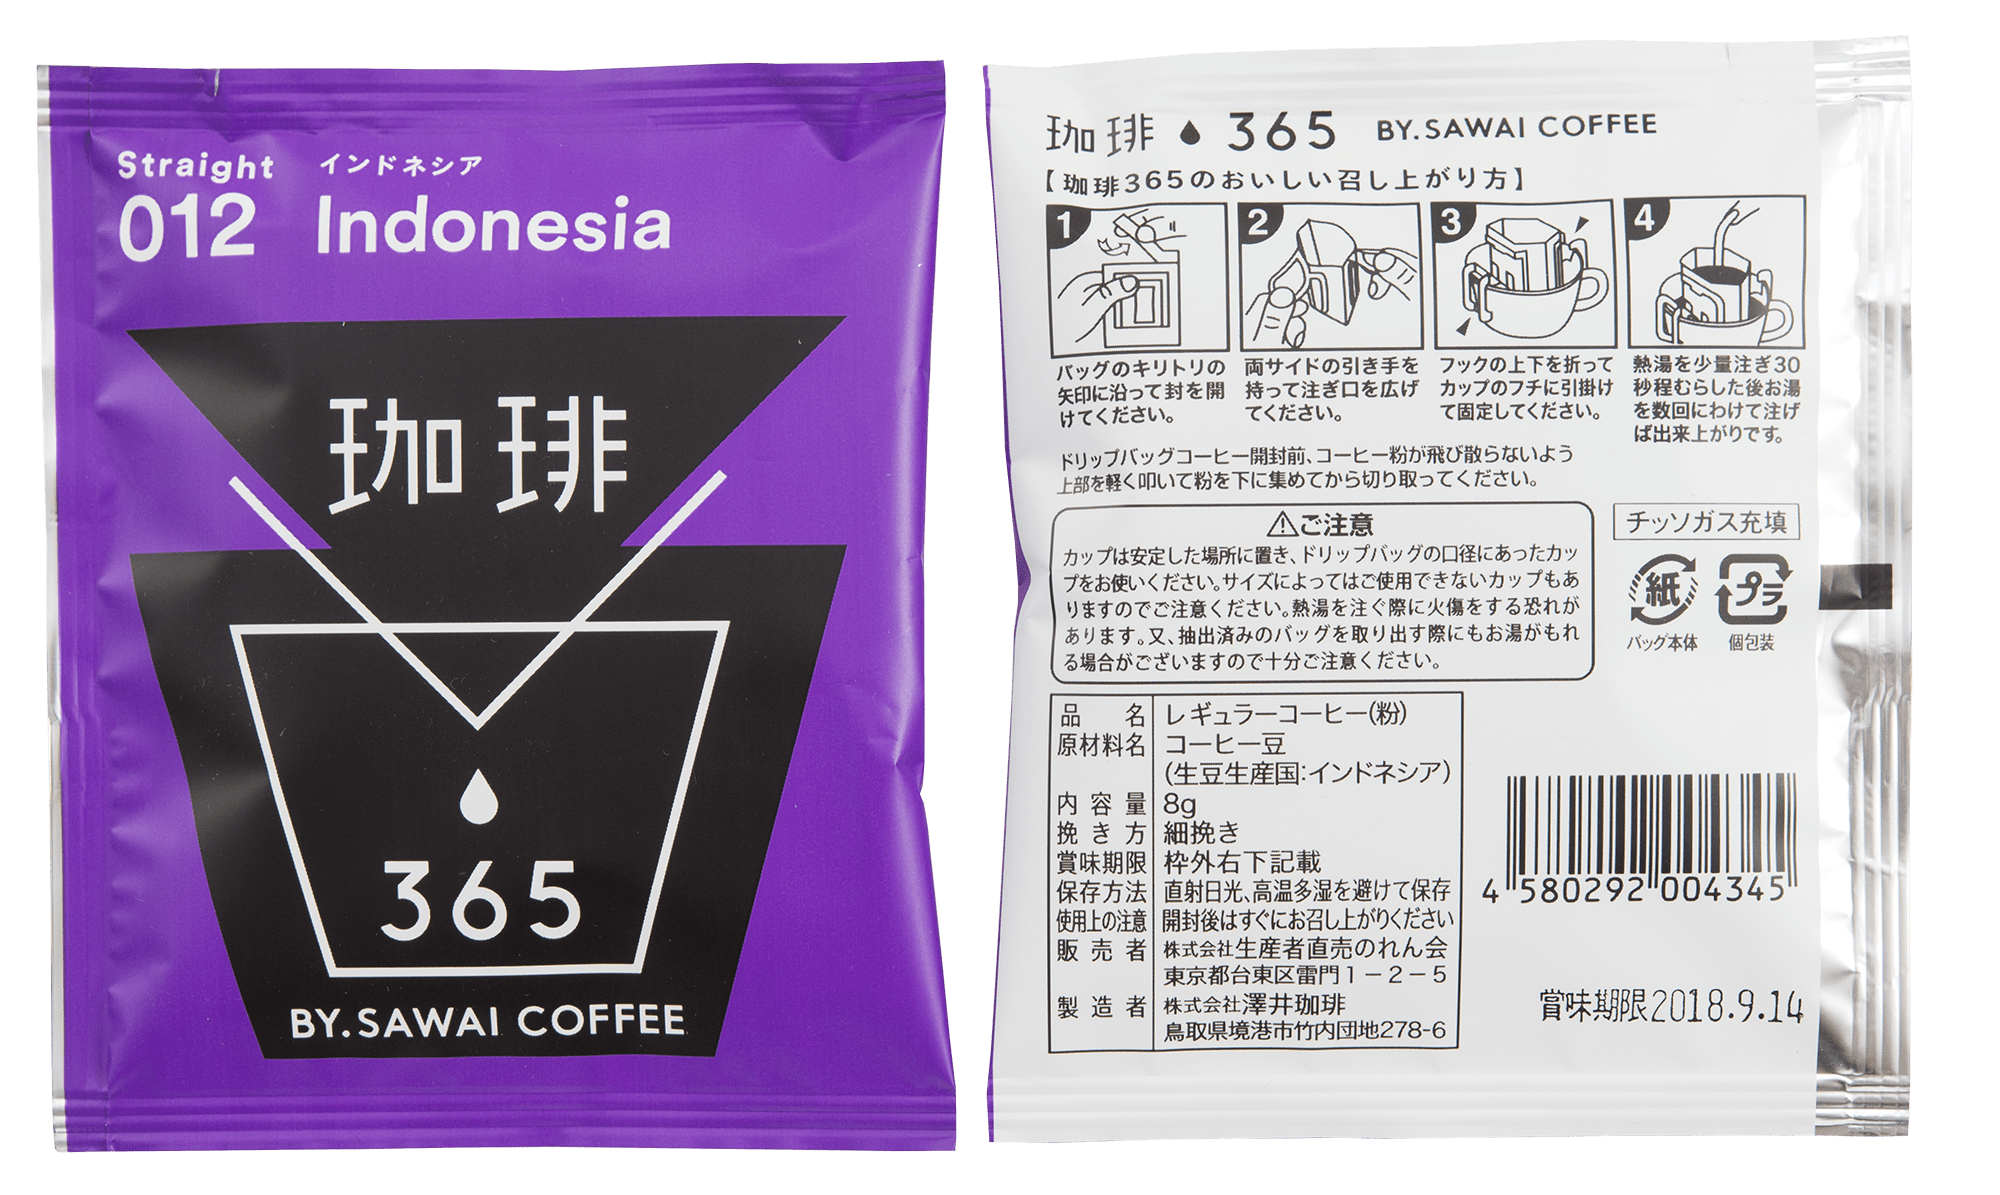 Straight インドネシア
012 Indonesia
珈琲
365
BY.SAWAI COFFEE
珈琲 365 BY.SAWAI COFFEE
【珈琲365のおいしい召し上がり方】
1
2
3
4
バッグのキリトリの
矢印に沿って封を開
けてください。
両サイドの引き手を
持って注ぎ口を広げ
てください。
フックの上下を折って
カップのフチに引掛け
て固定してください。
熱湯を少量注ぎ30
秒程むらした後お湯
を数回にわけて注げ
ば出来上がりです。
ドリップバッグコーヒー開封前、コーヒー粉が飛び散らないよう
上部を軽く叩いて粉を下に集めてから切り取ってください。
⚠ご注意
カップは安定した場所に置き、ドリップバッグの口径にあったカッ
プをお使いください。サイズによってはご使用できないカップもあ
りますのでご注意ください。熱湯を注ぐ際に火傷をする恐れが
あります。又、抽出済みのバッグを取り出す際にもお湯がもれ
る場合がございますので十分ご注意ください。
チッソガス充填
紙 プラ
バッグ本体 個包装
品名 レギュラーコーヒー(粉)
原材料名 コーヒー豆
(生豆生産国:インドネシア)
内容量 8g
挽き方 細挽き
賞味期限 枠外右下記載
保存方法 直射日光、高温多湿を避けて保存
使用上の注意 開封後はすぐにお召し上がりください
販売者 株式会社生産者直売のれん会
東京都台東区雷門1-2-5
製造者 株式会社澤井珈琲
鳥取県境港市竹内団地278-6
4 580292 004345
賞味期限2018.9.14